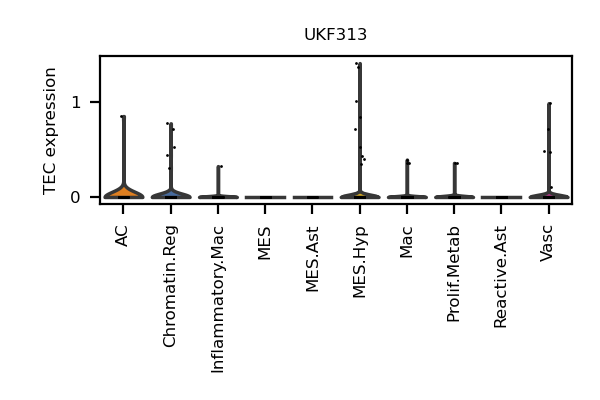 UKF313
TEC expression
1
0
AC
Chromatin.Reg
Inflammatory.Mac
MES
MES.Ast
MES.Hyp
Mac
Prolif.Metab
Reactive.Ast
Vasc